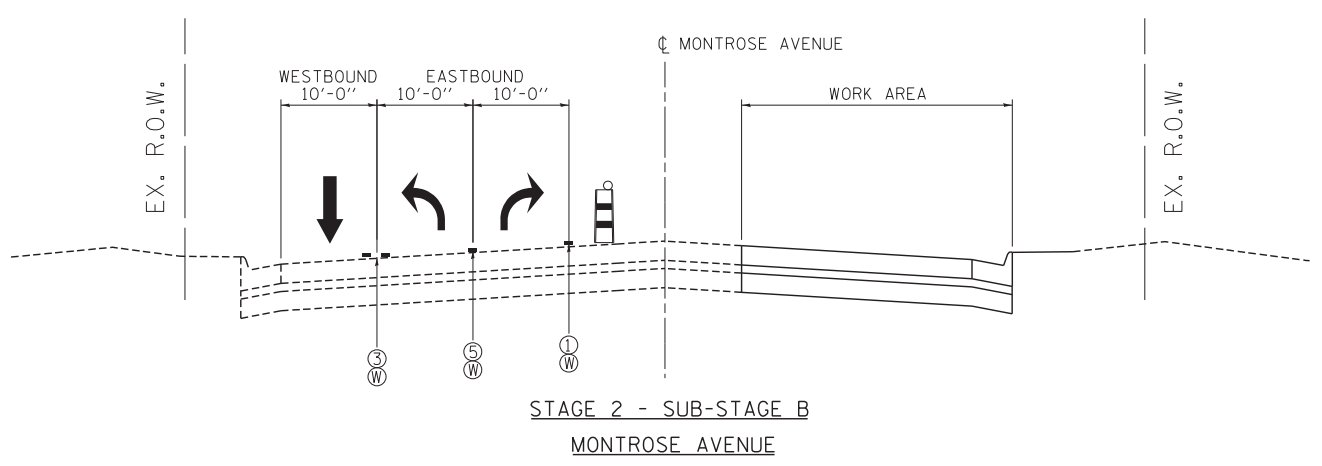 ℄ MONTROSE AVENUE
WESTBOUND EASTBOUND
10'-0" 10'-0" 10'-0" WORK AREA
EX. R.O.W.
EX. R.O.W.
1
W
3
W
5
W
STAGE 2 - SUB-STAGE B
MONTROSE AVENUE